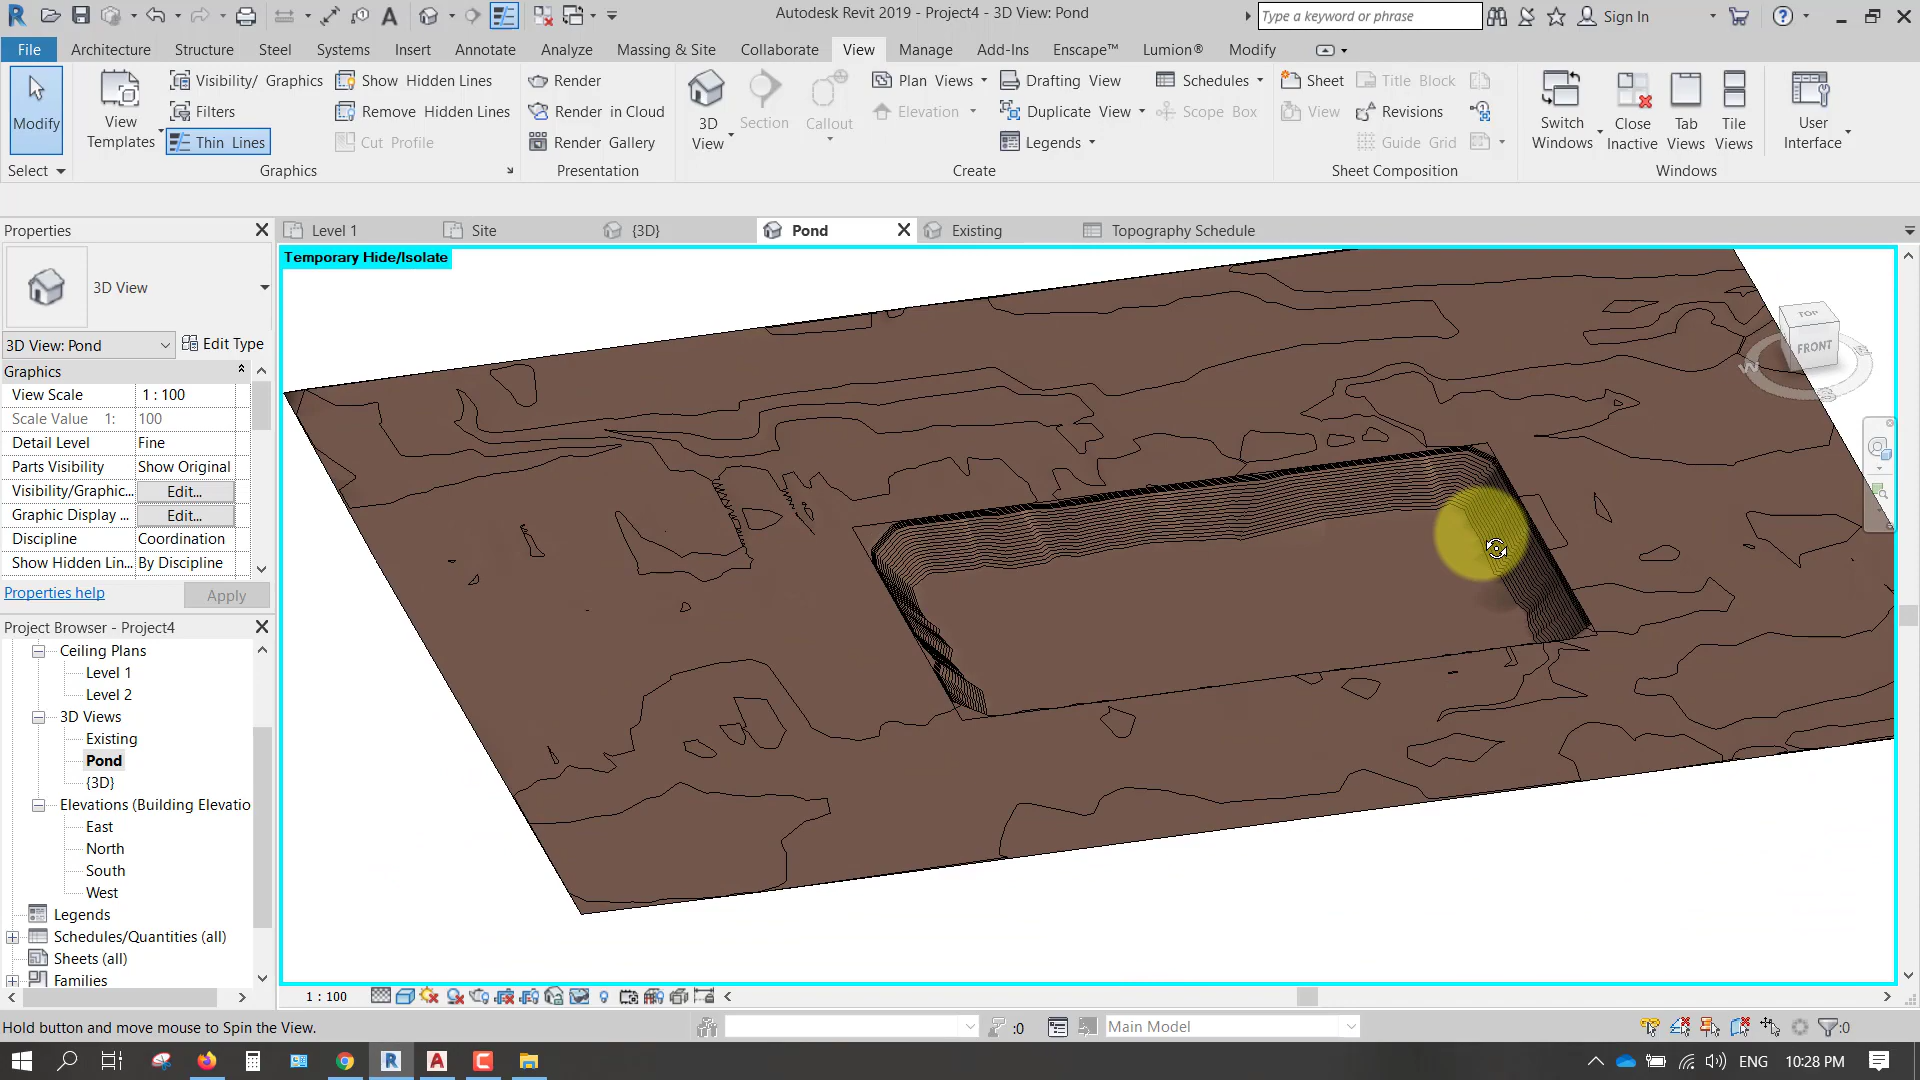 Autodesk Revit 2019 - Project4 - 3D View: Pond
Type a keyword or phrase
Sign In
File Architecture Structure Steel Systems Insert Annotate Analyze Massing & Site Collaborate View Manage Add-Ins Enscape™ Lumion® Modify
Modify
View
Templates
Visibility/ Graphics
Filters
Thin Lines
Show Hidden Lines
Remove Hidden Lines
Cut Profile
Render
Render in Cloud
Render Gallery
3D
View
Section
Callout
Plan Views
Elevation
Drafting View
Duplicate View
Legends
Schedules
Scope Box
Sheet
View
Title Block
Revisions
Guide Grid
Switch
Windows
Close
Inactive
Tab
Views
Tile
Views
User
Interface
Select
Graphics
Presentation
Create
Sheet Composition
Windows
Properties
Level 1
Site
{3D}
Pond
Existing
Topography Schedule
Temporary Hide/Isolate
3D View
3D View: Pond
Edit Type
Graphics
View Scale 1 : 100
Scale Value 1: 100
Detail Level Fine
Parts Visibility Show Original
Visibility/Graphic... Edit...
Graphic Display ... Edit...
Discipline Coordination
Show Hidden Lin... By Discipline
Properties help
Apply
TOP
FRONT
W
Project Browser - Project4
Ceiling Plans
Level 1
Level 2
3D Views
Existing
Pond
{3D}
Elevations (Building Elevatio
East
North
South
West
Legends
Schedules/Quantities (all)
Sheets (all)
Families
1 : 100
Hold button and move mouse to Spin the View.
:0
Main Model
:0
ENG
10:28 PM